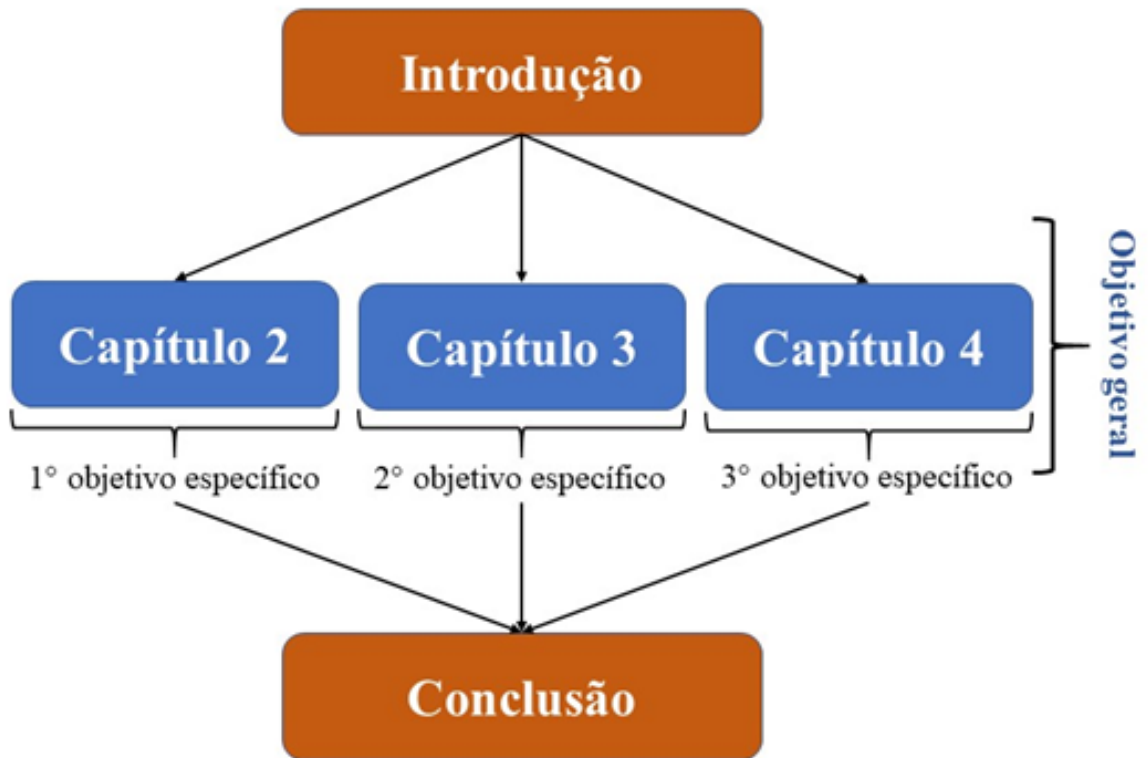 Introdução
Capítulo 2
Capítulo 3
Capítulo 4
Objetivo geral
1° objetivo específico
2° objetivo específico
3° objetivo específico
Conclusão